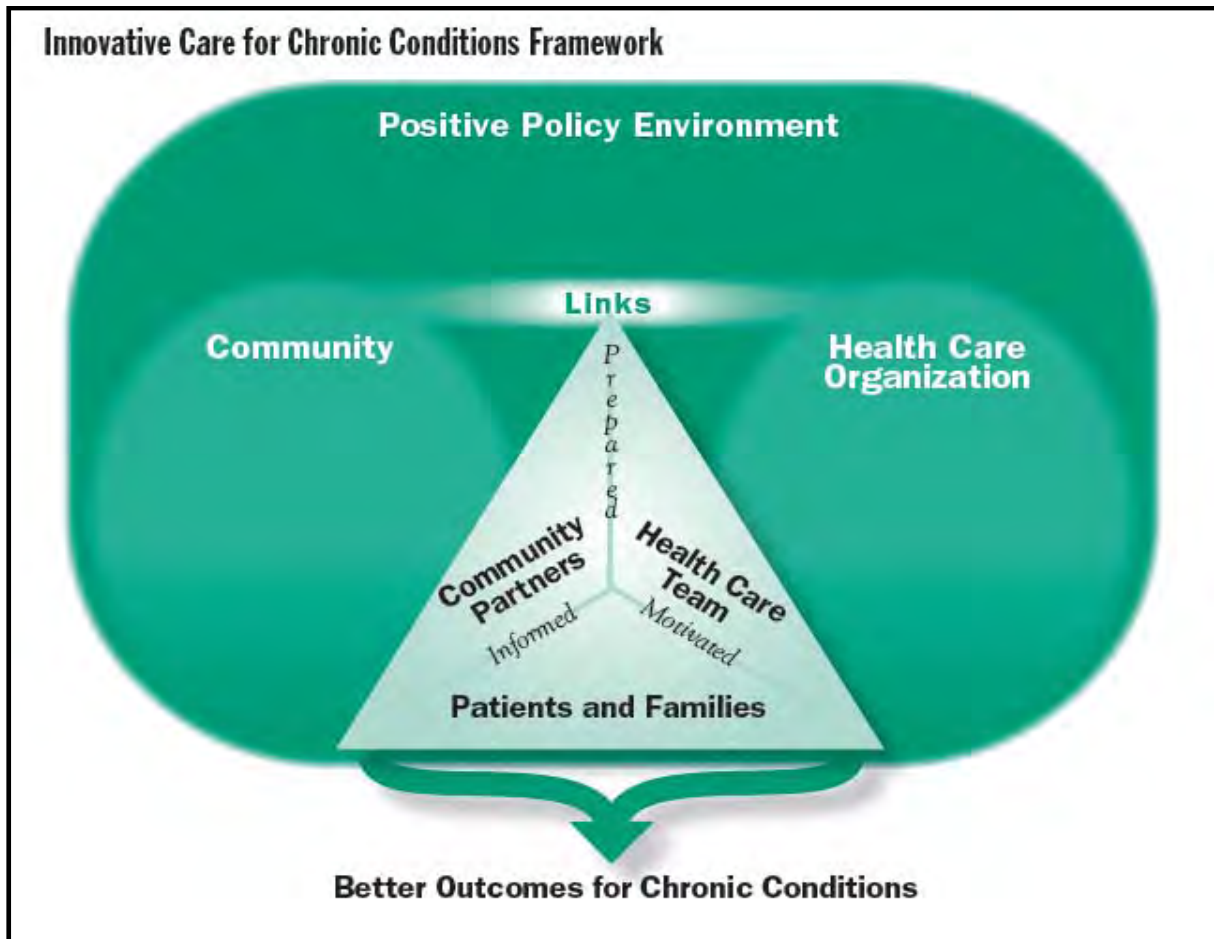 Innovative Care for Chronic Conditions Framework
Positive Policy Environment
Links
Community
Health Care
Organization
Prepared
Community
Partners
Health Care
Team
Informed
Motivated
Patients and Families
Better Outcomes for Chronic Conditions